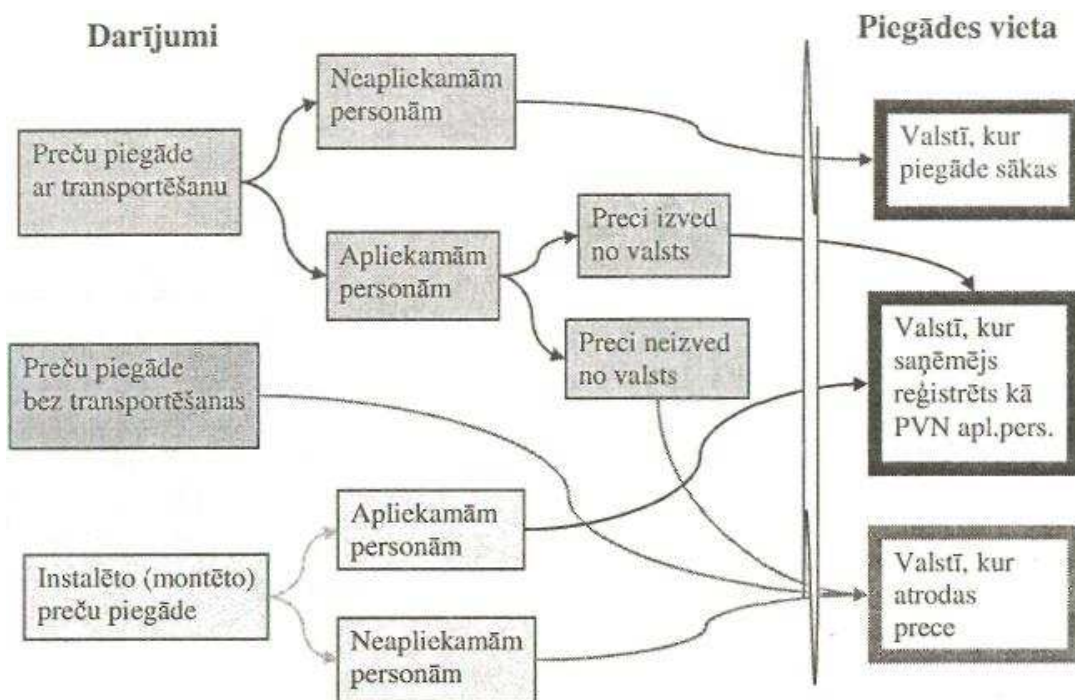 Darījumi
Piegādes vieta
Neapliekamām
personām
Preču piegāde
ar transportēšanu
Valstī, kur
piegāde sākas
Apliekamām
personām
Preci izved
no valsts
Preci neizved
no valsts
Valstī, kur
saņēmējs
reģistrēts kā
PVN apl.pers.
Preču piegāde
bez transportēšanas
Apliekamām
personām
Instalēto (montēto)
preču piegāde
Neapliekamām
personām
Valstī, kur
atrodas
prece